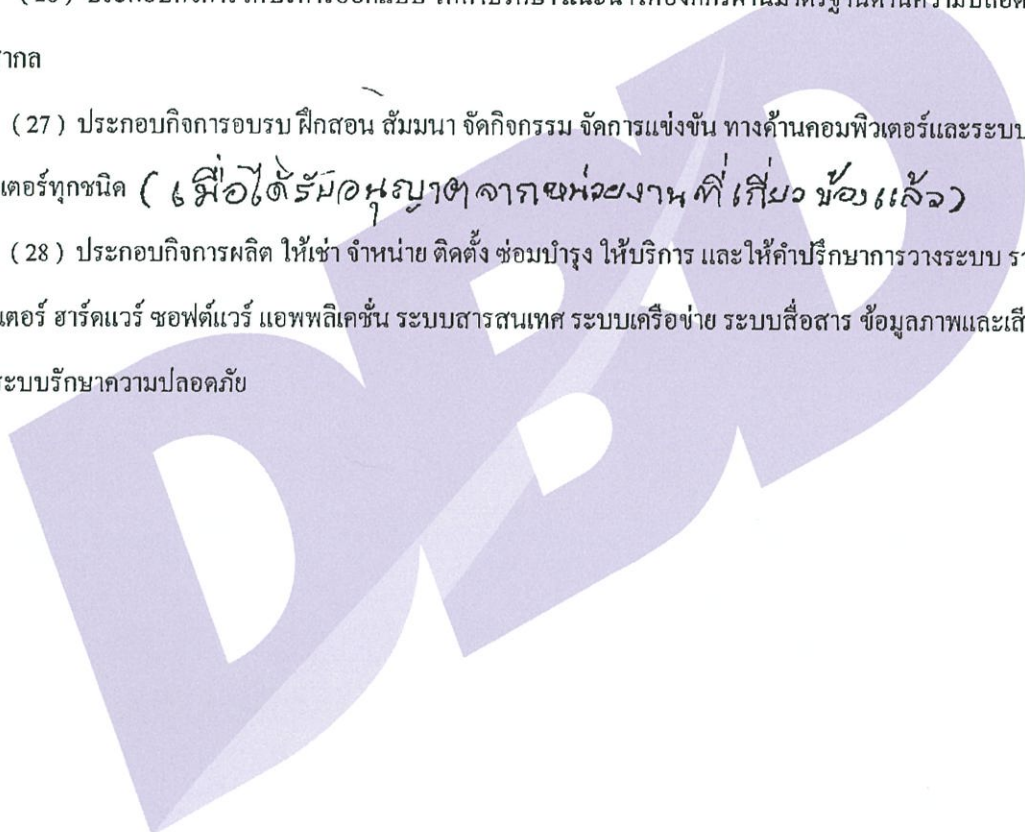 ประกอบกิจการ
ากล
( 27 ) ประกอบกิจการอบรม ฝึกสอน สัมมนา จัดกิจกรรม จัดการแข่งขัน ทางด้านคอมพิวเตอร์และระบบ
เตอร์ทุกชนิด ( เมื่อได้รับอนุญาตจากหน่วยงานที่เกี่ยวข้องแล้ว)
( 28 ) ประกอบกิจการผลิต ให้เช่า จำหน่าย ติดตั้ง ซ่อมบำรุง ให้บริการ และให้คำปรึกษาการวางระบบ
เตอร์ ฮาร์ดแวร์ ซอฟต์แวร์ แอพพลิเคชั่น ระบบสารสนเทศ ระบบเครือข่าย ระบบสื่อสาร ข้อมูลภาพและ
ระบบรักษาความปลอดภัย
DBD